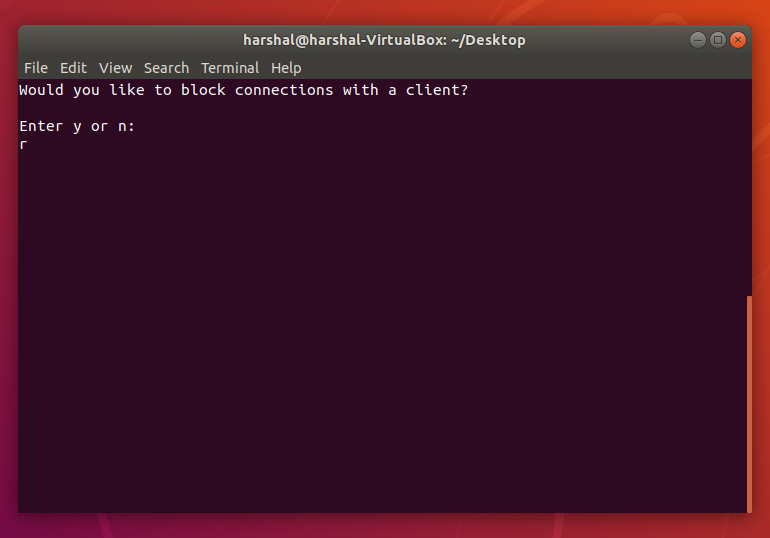 harshal@harshal-VirtualBox: ~/Desktop
File Edit View Search Terminal Help
Would you like to block connections with a client?
Enter y or n:
r